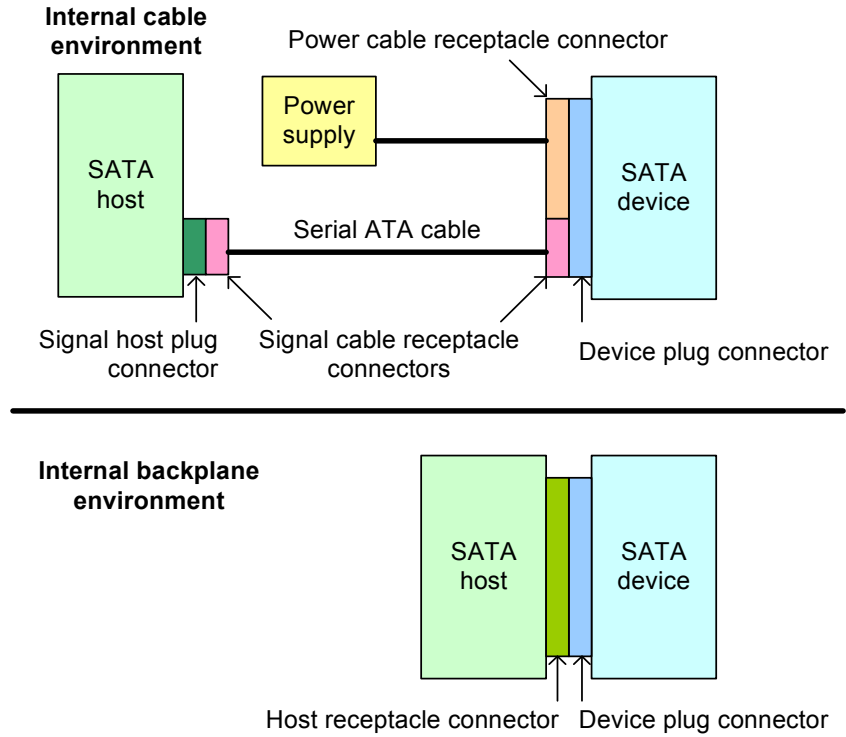 Internal cable
environment
Power cable receptacle connector
Power
supply
SATA
host
SATA
device
Serial ATA cable
Signal host plug
connector
Signal cable receptacle
connectors
Device plug connector
Internal backplane
environment
SATA
host
SATA
device
Host receptacle connector
Device plug connector